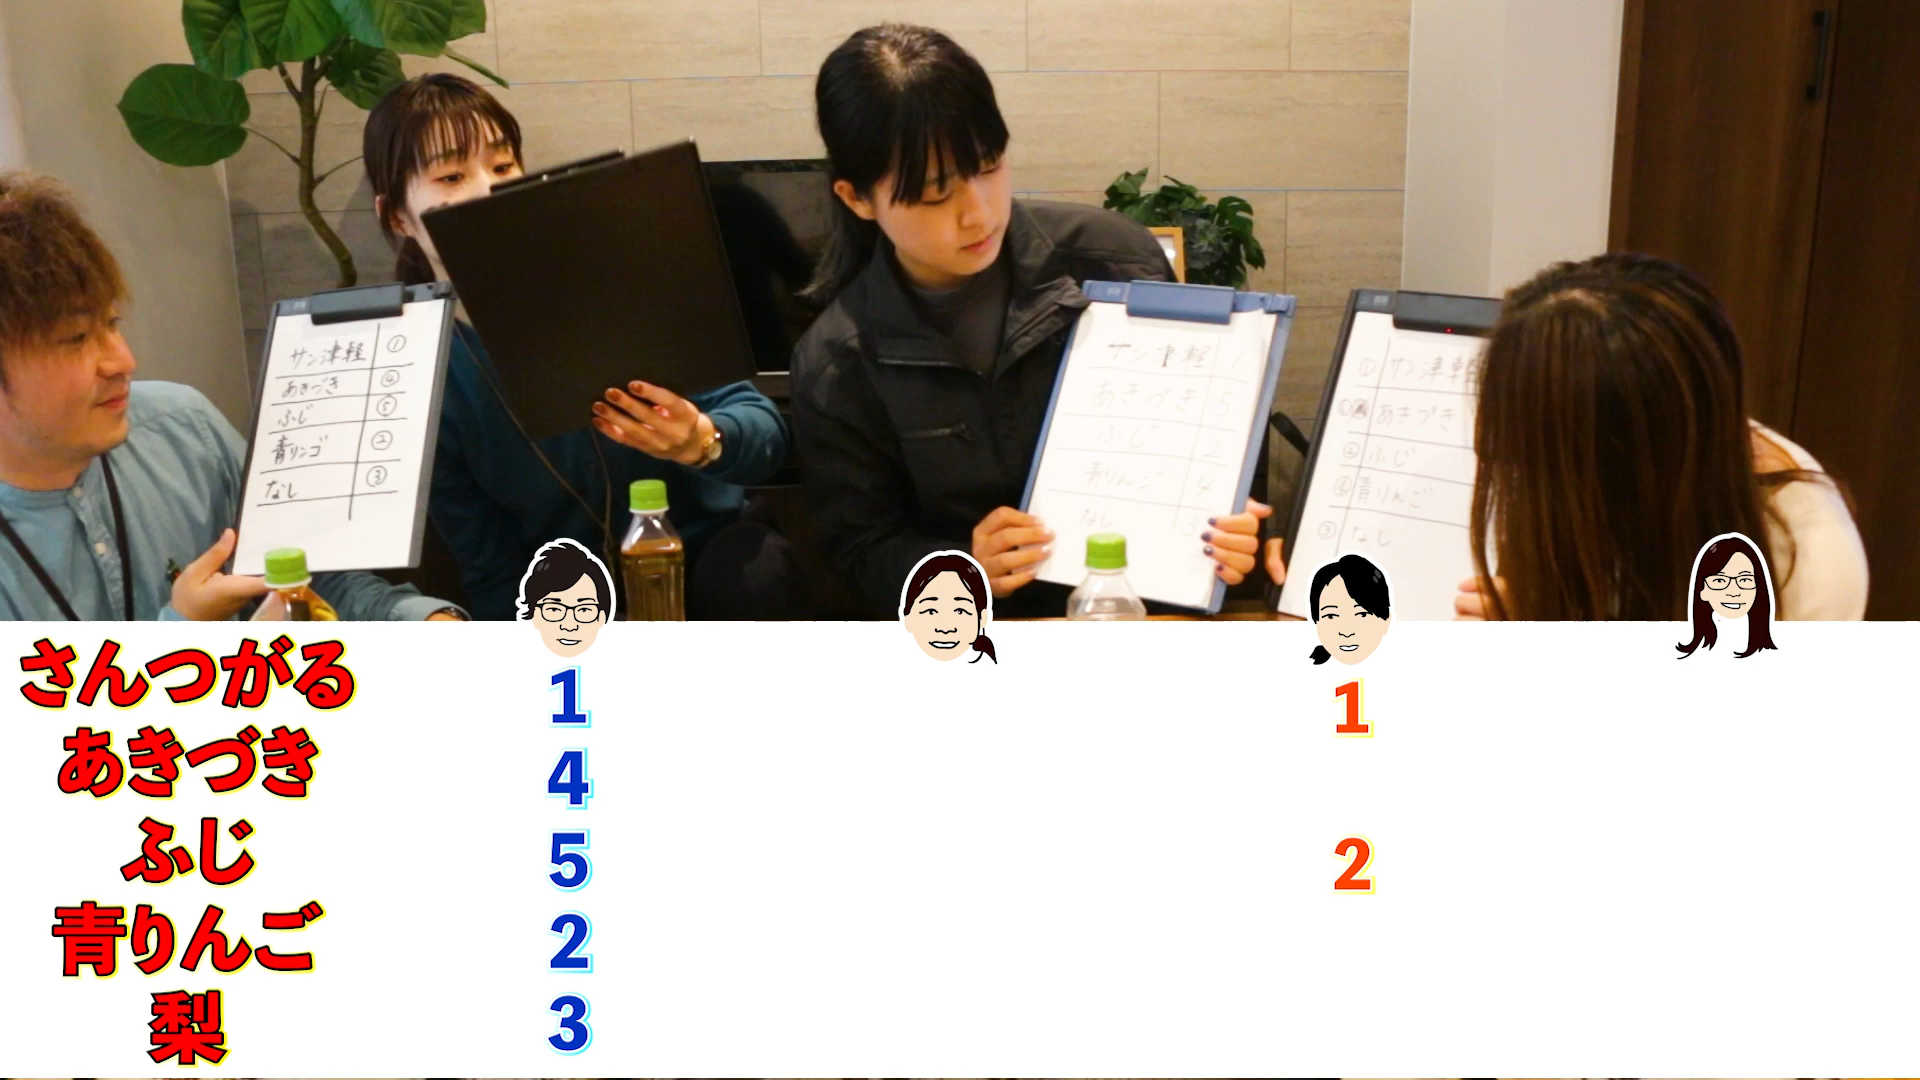 サン津軽 ①
あきづき ④
ふじ ⑤
青リンゴ ②
なし ③
サン津軽 1
あきづき 5
ふじ 2
青りんご 4
なし 3
① サン津軽
あきづき
② ふじ
④ 青りんご
③ なし
さんつがる 1 1
あきづき 4
ふじ 5 2
青りんご 2
梨 3